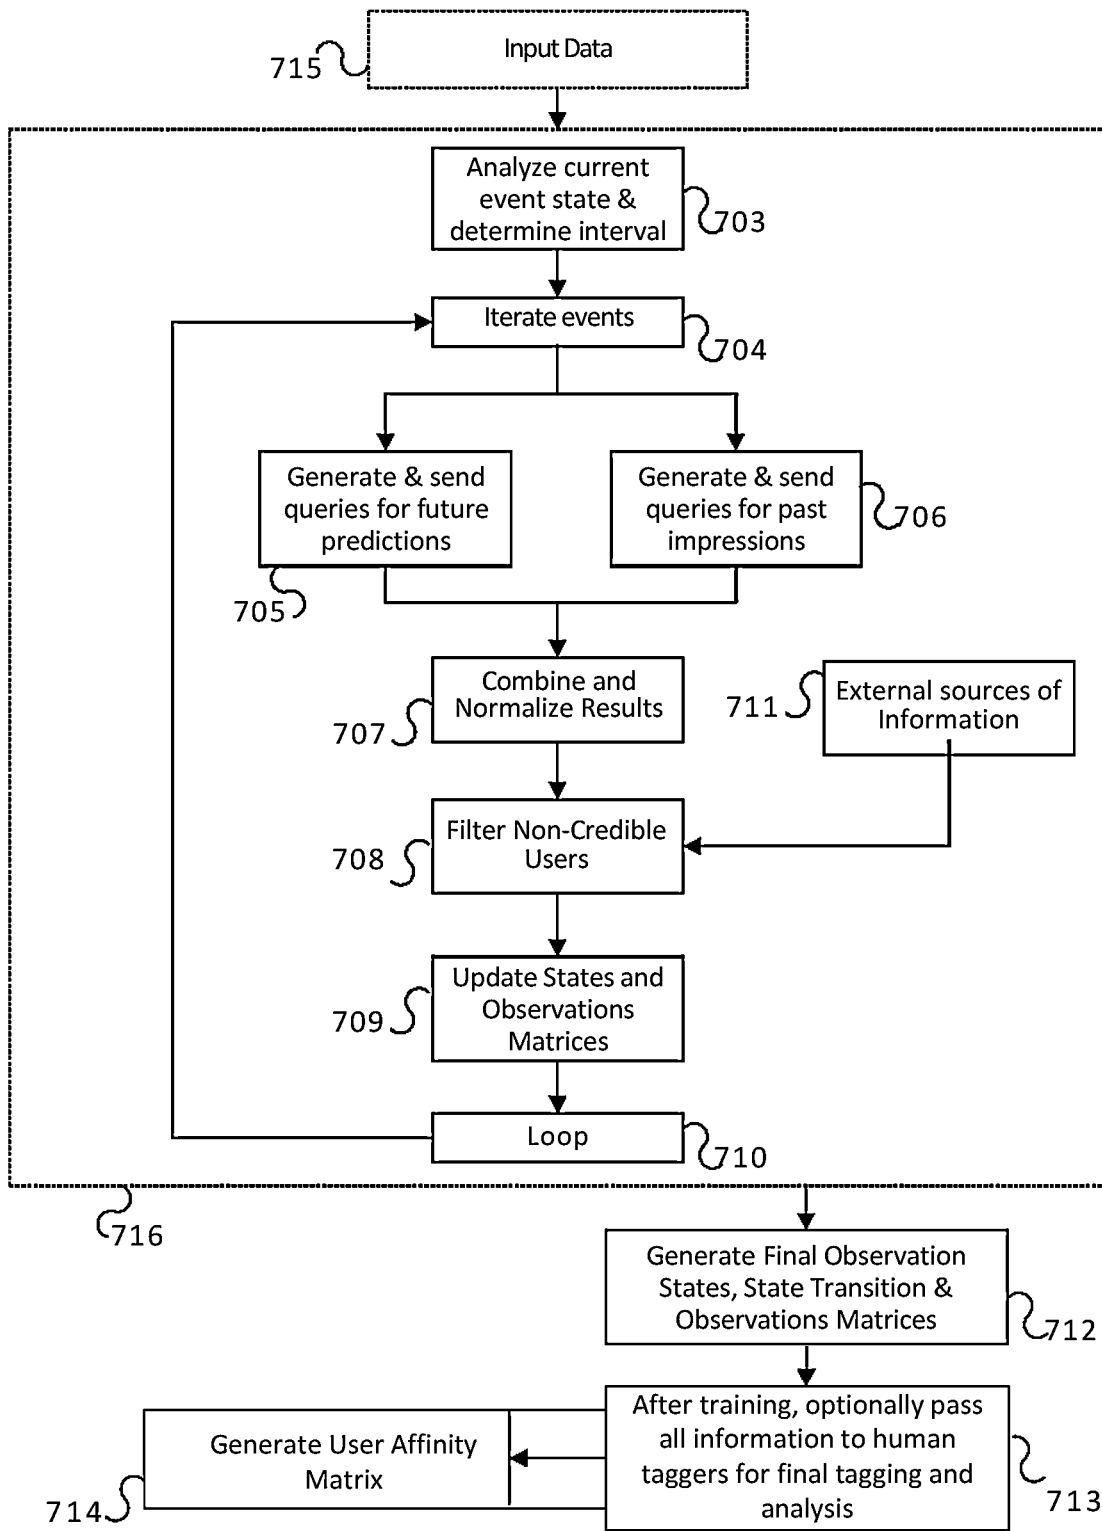 Input Data
715
Analyze current
event state &
determine interval
703
Iterate events
704
Generate & send
queries for future
predictions
705
Generate & send
queries for past
impressions
706
Combine and
Normalize Results
707
External sources of
Information
711
Filter Non-Credible
Users
708
Update States and
Observations
Matrices
709
Loop
710
716
Generate Final Observation
States, State Transition &
Observations Matrices
712
After training, optionally pass
all information to human
taggers for final tagging and
analysis
713
Generate User Affinity
Matrix
714